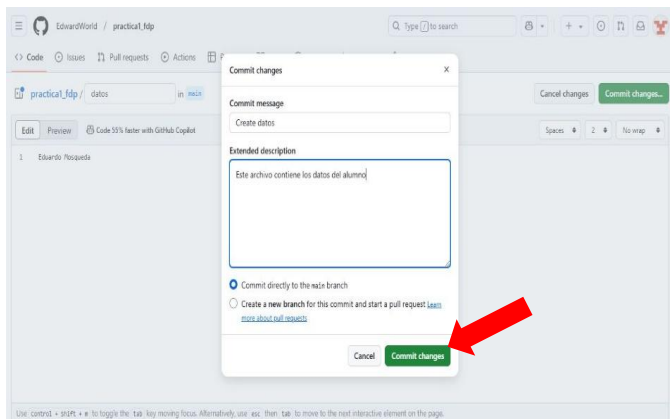 EdwardWorld / practica1_fdp
Type / to search
<> Code Issues Pull requests Actions
practica1_fdp / datos in main
Cancel changes Commit changes...
Edit Preview Code 55% faster with GitHub Copilot
Spaces 2 No wrap
1 Eduardo Mosqueda
Commit changes X
Commit message
Create datos
Extended description
Este archivo contiene los datos del alumno
Commit directly to the main branch
Create a new branch for this commit and start a pull request Learn
more about pull requests
Cancel Commit changes
Use control + shift + m to toggle the tab key moving focus. Alternatively, use esc then tab to move to the next interactive element on the page.